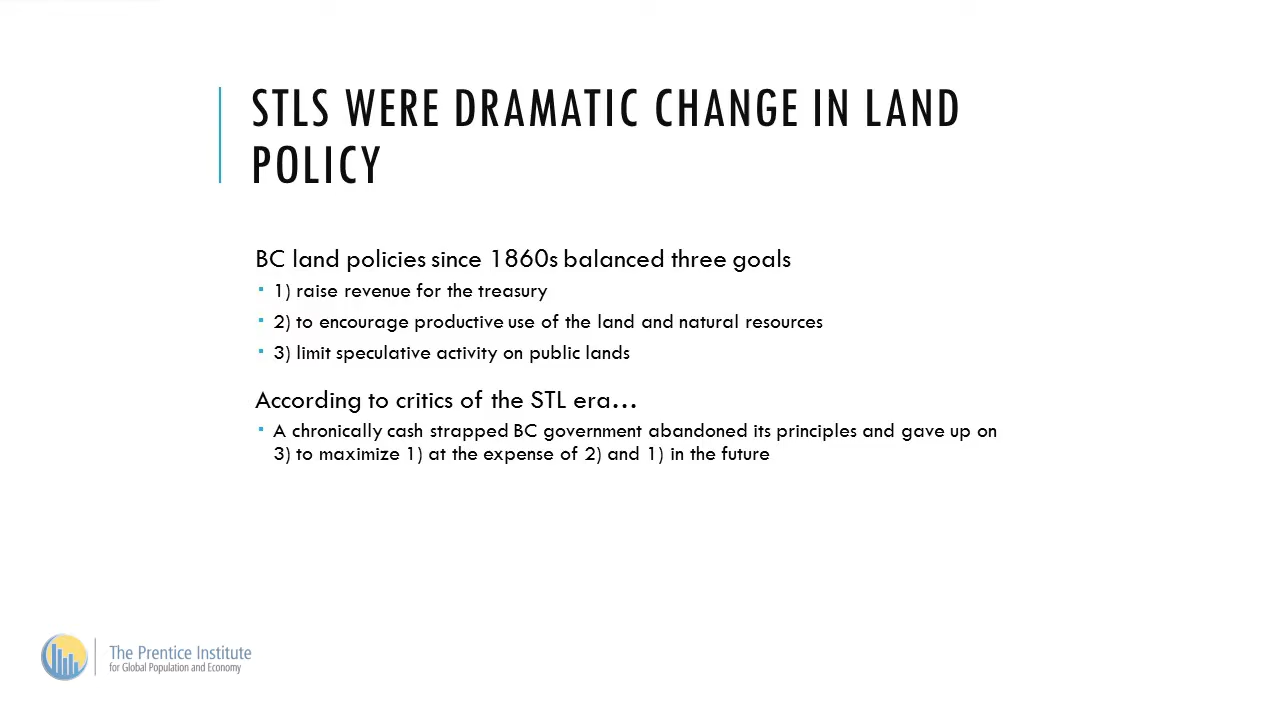 STLS WERE DRAMATIC CHANGE IN LAND
POLICY
BC land policies since 1860s balanced three goals
▪ 1) raise revenue for the treasury
▪ 2) to encourage productive use of the land and natural resources
▪ 3) limit speculative activity on public lands
According to critics of the STL era…
▪ A chronically cash strapped BC government abandoned its principles and gave up on
3) to maximize 1) at the expense of 2) and 1) in the future
The Prentice Institute
for Global Population and Economy